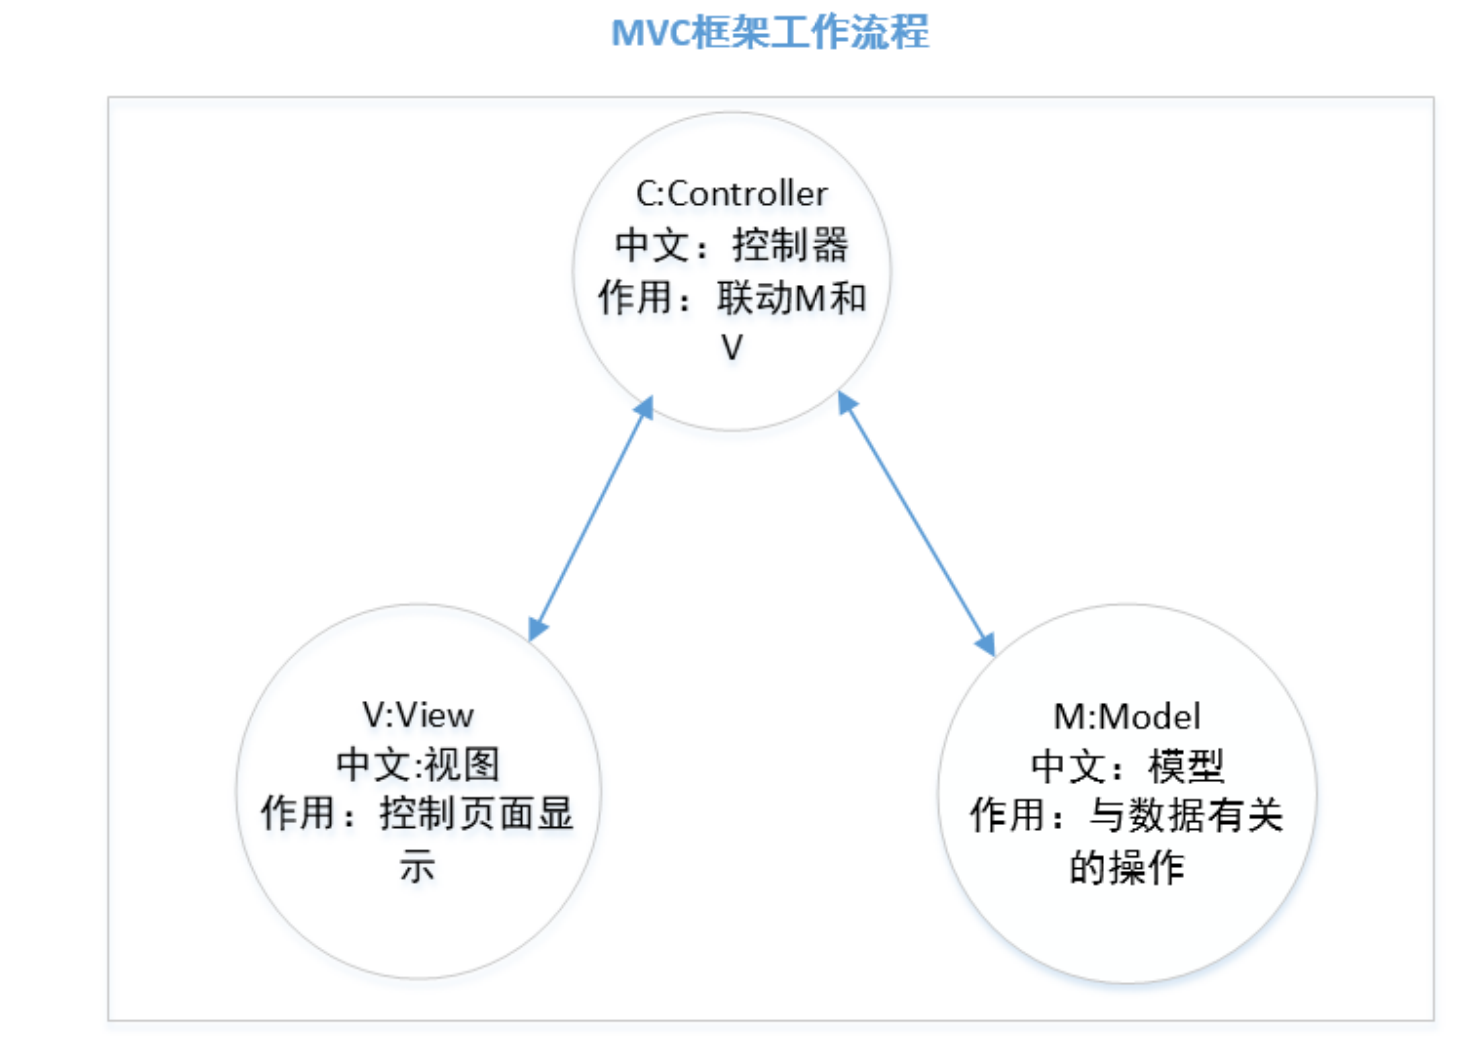 MVC框架工作流程
C:Controller
中文：控制器
作用：联动M和
V
V:View
中文:视图
作用：控制页面显
示
M:Model
中文：模型
作用：与数据有关
的操作